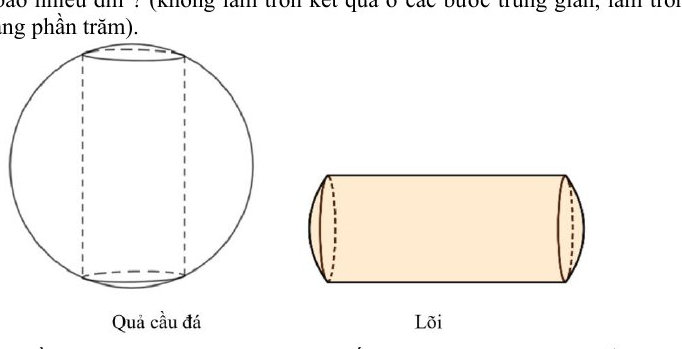 bao nhiêu dm³ ? (không làm tròn kết quả ở các bước trung gian, làm tròn
àng phần trăm).
Quả cầu đá
Lõi